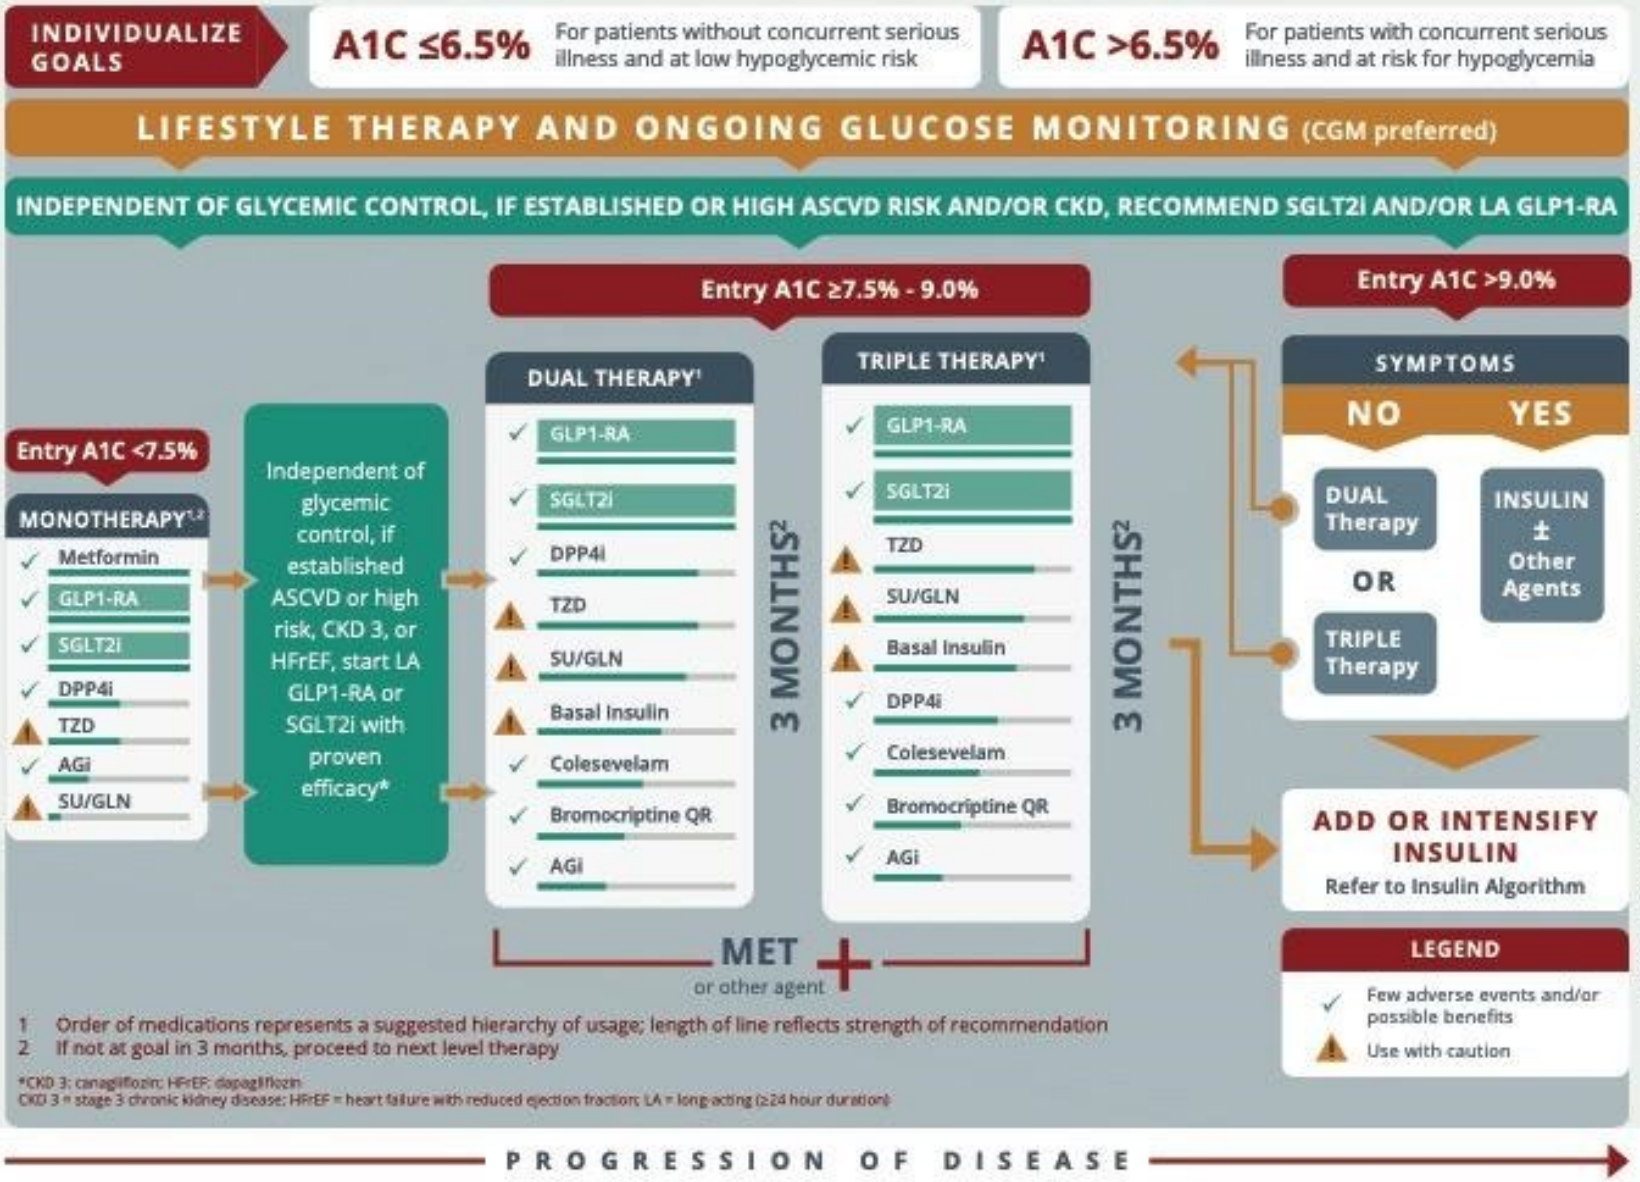 INDIVIDUALIZE
GOALS
A1C ≤6.5%
For patients without concurrent serious
illness and at low hypoglycemic risk
A1C >6.5%
For patients with concurrent serious
illness and at risk for hypoglycemia
LIFESTYLE THERAPY AND ONGOING GLUCOSE MONITORING (CGM preferred)
INDEPENDENT OF GLYCEMIC CONTROL, IF ESTABLISHED OR HIGH ASCVD RISK AND/OR CKD, RECOMMEND SGLT2i AND/OR LA GLP1-RA
Entry A1C <7.5%
MONOTHERAPY1,2
Metformin
GLP1-RA
SGLT2i
DPP4i
TZD
AGi
SU/GLN
Independent of
glycemic
control, if
established
ASCVD or high
risk, CKD 3, or
HFrEF, start LA
GLP1-RA or
SGLT2i with
proven
efficacy*
Entry A1C ≥7.5% - 9.0%
DUAL THERAPY1
GLP1-RA
SGLT2i
DPP4i
TZD
SU/GLN
Basal Insulin
Colesevelam
Bromocriptine QR
AGi
3 MONTHS2
TRIPLE THERAPY1
GLP1-RA
SGLT2i
TZD
SU/GLN
Basal Insulin
DPP4i
Colesevelam
Bromocriptine QR
AGi
3 MONTHS2
MET
or other agent
Entry A1C >9.0%
SYMPTOMS
NO
YES
DUAL
Therapy
OR
TRIPLE
Therapy
INSULIN
±
Other
Agents
ADD OR INTENSIFY
INSULIN
Refer to Insulin Algorithm
LEGEND
Few adverse events and/or
possible benefits
Use with caution
1 Order of medications represents a suggested hierarchy of usage; length of line reflects strength of recommendation
2 If not at goal in 3 months, proceed to next level therapy
*CKD 3: canagliflozin; HFrEF: dapagliflozin
CKD 3 = stage 3 chronic kidney disease; HFrEF = heart failure with reduced ejection fraction; LA = long-acting (≥24 hour duration)
PROGRESSION OF DISEASE